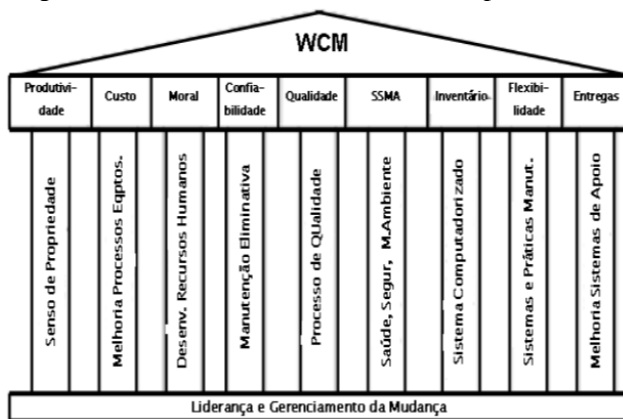 WCM
Produtivi-
dade
Custo
Moral
Confia-
bilidade
Qualidade
SSMA
Inventário
Flexibi-
lidade
Entregas
Senso de Propriedade
Melhoria Processos Eqptos.
Desenv. Recursos Humanos
Manutenção Eliminativa
Processo de QUalidade
Saúde, Segur, M.Ambiente
Sistema Computadorizado
Sistemas e Práticas Manut.
Melhoria Sistemas de Apoio
Liderança e Gerenciamento da Mudança